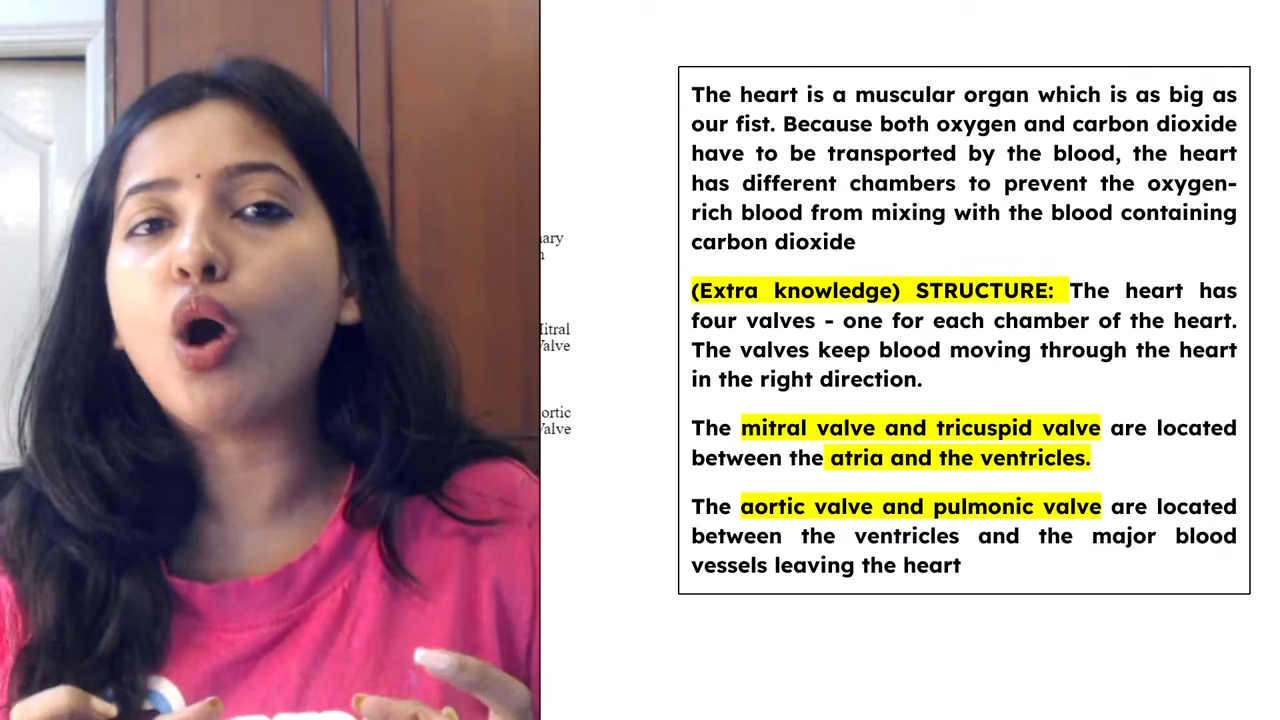 The heart is a muscular organ which is as big as
our fist. Because both oxygen and carbon dioxide
have to be transported by the blood, the heart
has different chambers to prevent the oxygen-
rich blood from mixing with the blood containing
carbon dioxide
(Extra knowledge) STRUCTURE: The heart has
four valves - one for each chamber of the heart.
The valves keep blood moving through the heart
in the right direction.
The mitral valve and tricuspid valve are located
between the atria and the ventricles.
The aortic valve and pulmonic valve are located
between the ventricles and the major blood
vessels leaving the heart